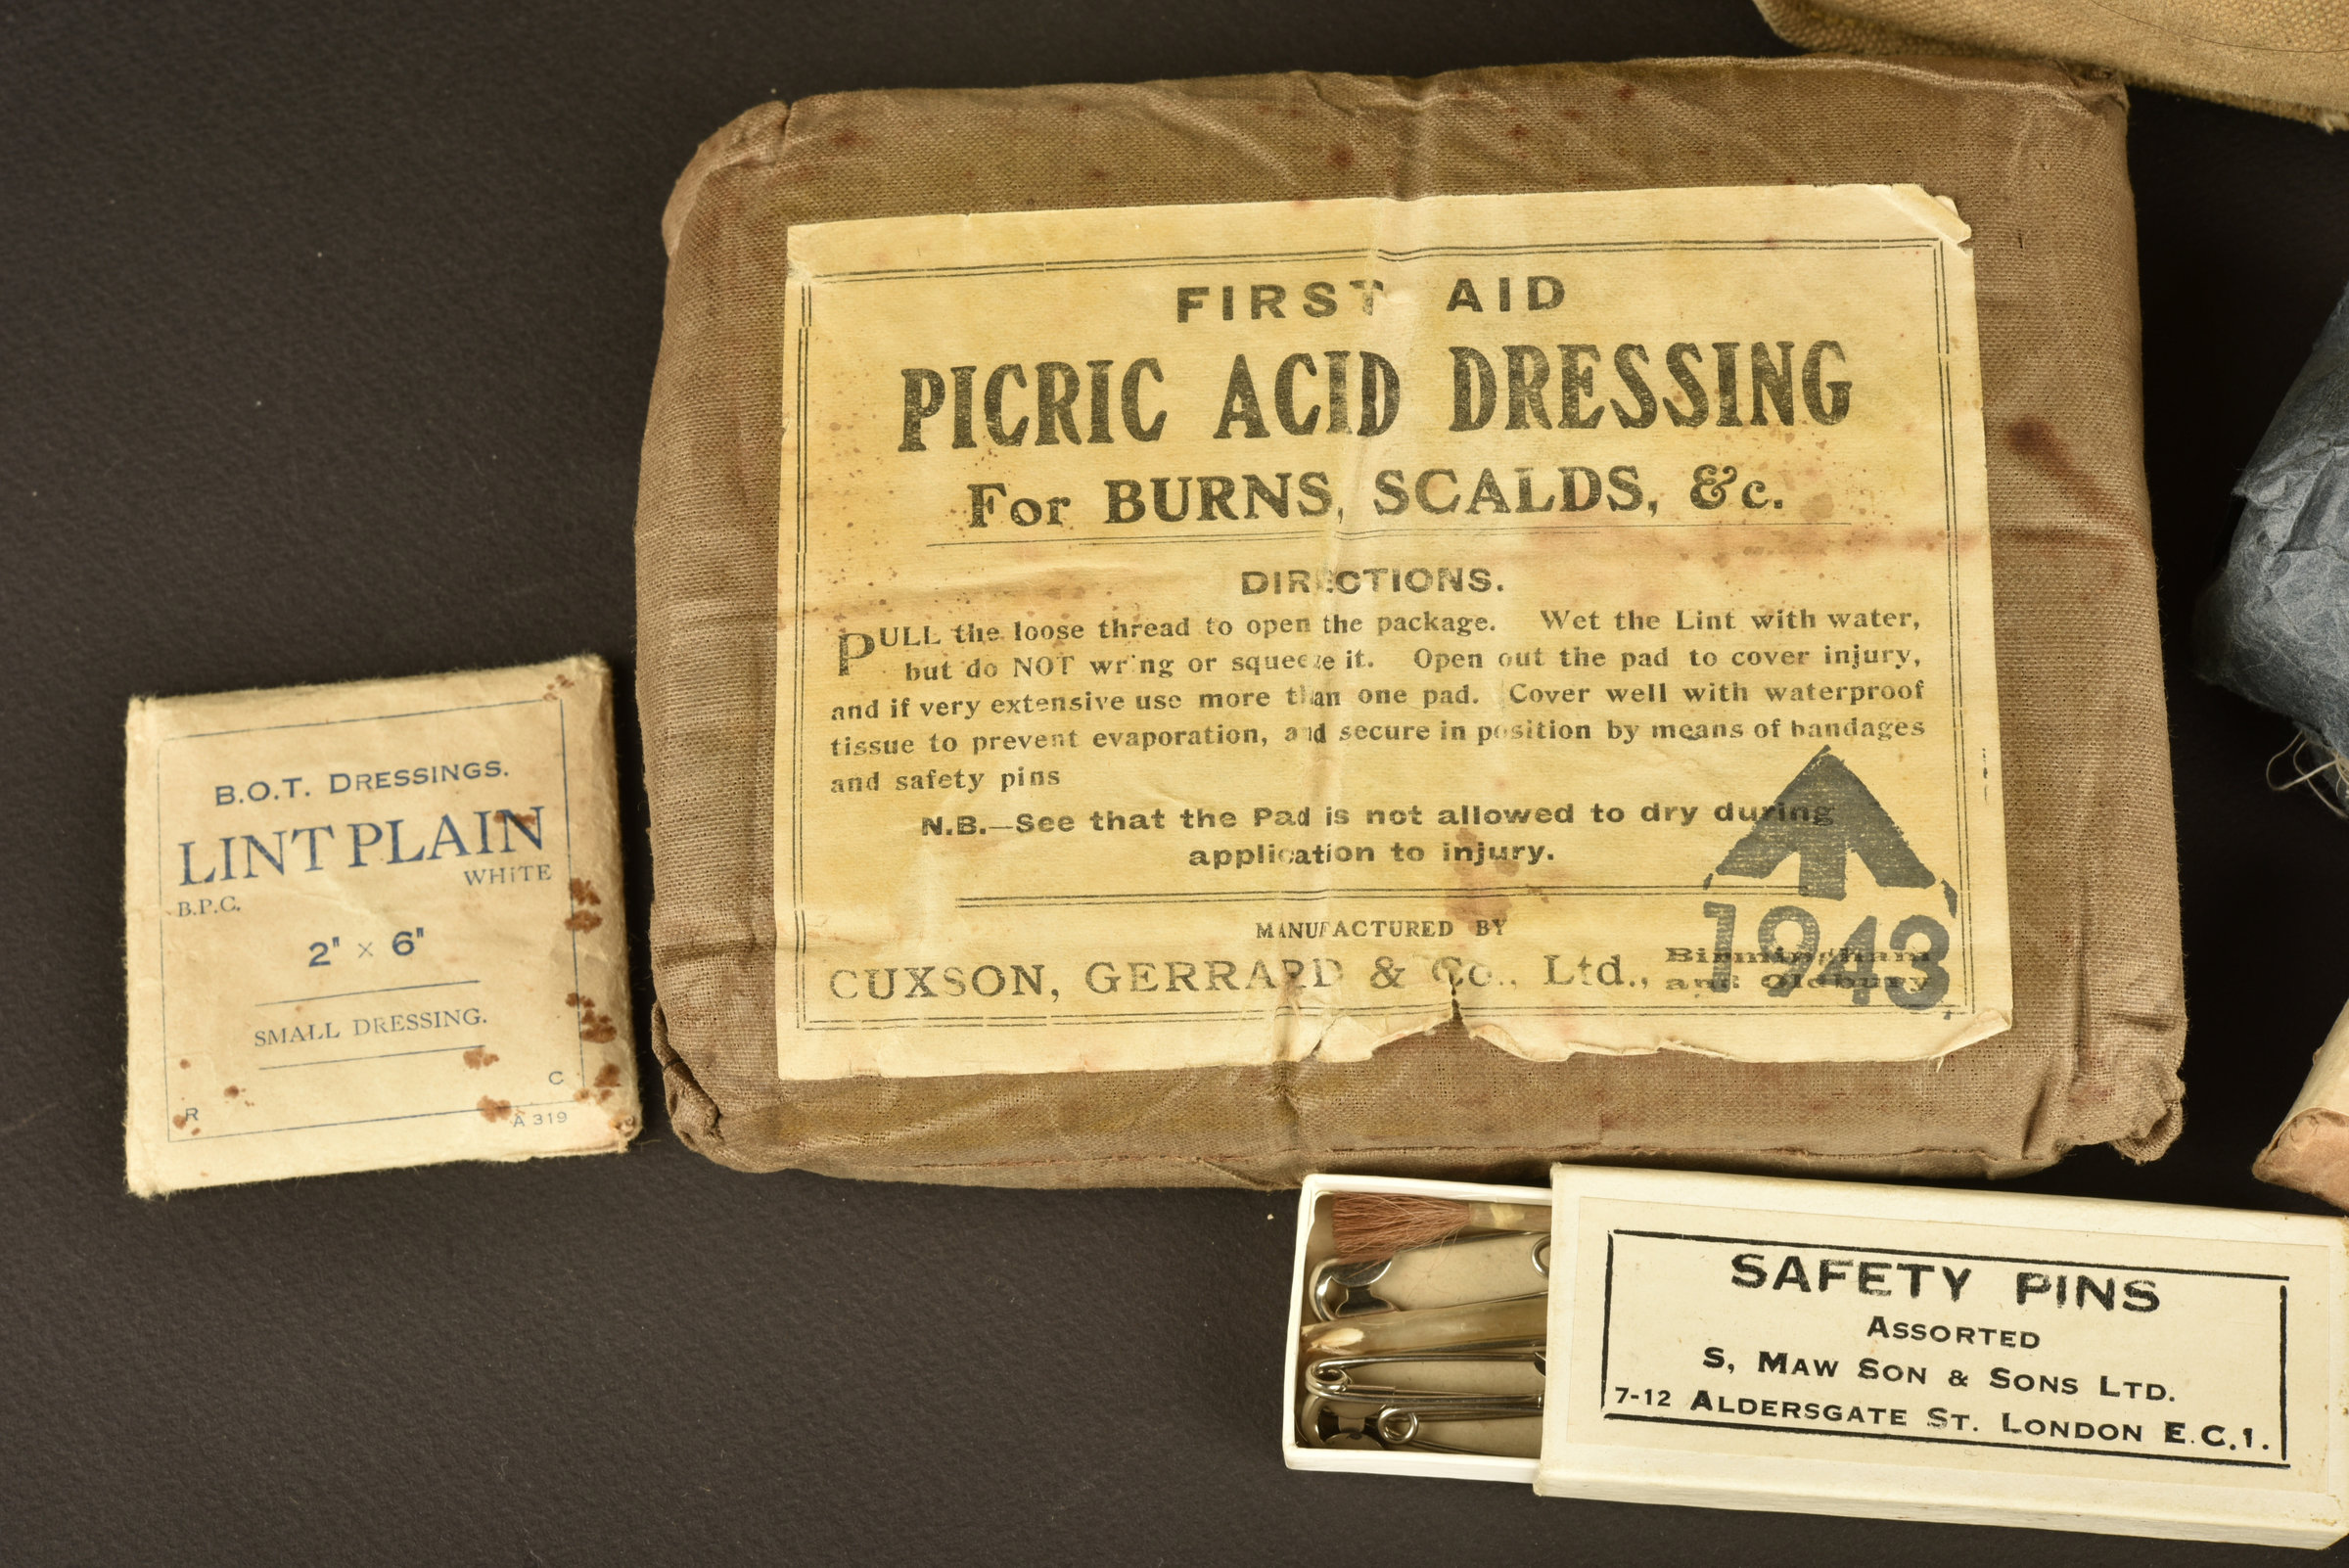 B.O.T. DRESSINGS.
LINT PLAIN
WHITE
B.P.C.
2" × 6"
SMALL DRESSING.
C
R
A 319
FIRST AID
PICRIC ACID DRESSING
For BURNS, SCALDS, &c.
DIRECTIONS.
PULL the loose thread to open the package. Wet the Lint with water,
but do NOT wring or squeeze it. Open out the pad to cover injury,
and if very extensive use more than one pad. Cover well with waterproof
tissue to prevent evaporation, and secure in position by means of bandages
and safety pins
N.B.—See that the Pad is not allowed to dry during
application to injury.
MANUFACTURED BY
CUXSON, GERRARD & Co., Ltd., Birmingham
and Oldbury
1943
SAFETY PINS
ASSORTED
S, MAW SON & SONS LTD.
7-12 ALDERSGATE ST. LONDON E.C.1.